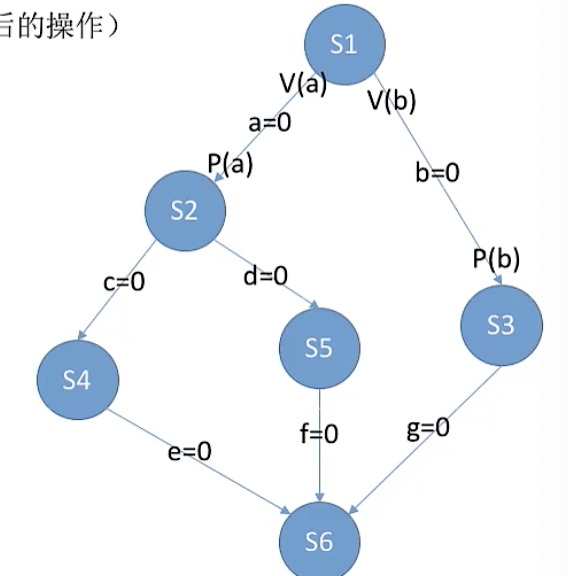 后的操作）
S1
V(a)
V(b)
a=0
P(a)
b=0
S2
P(b)
c=0
d=0
S3
S5
S4
f=0
g=0
e=0
S6